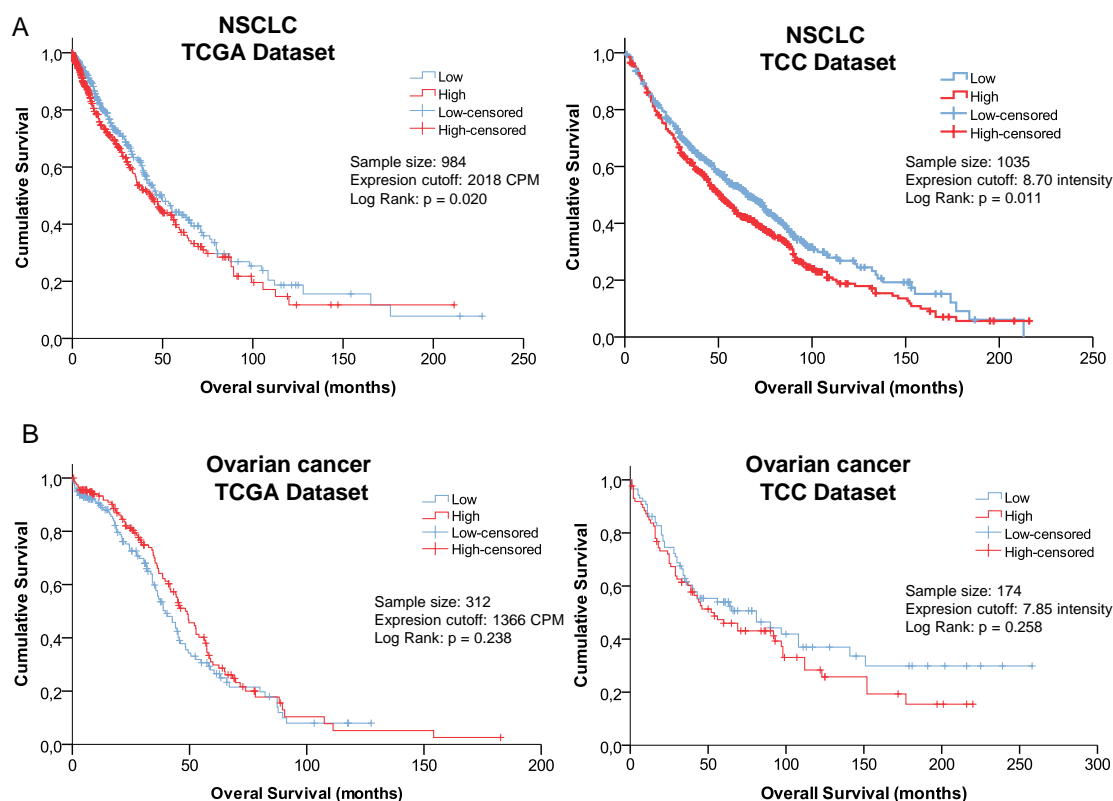 A
NSCLC
TCGA Dataset
1,0
0,8
0,6
0,4
0,2
0,0
0
50
100
150
200
250
Cumulative Survival
Overal survival (months)
Low
High
Low-censored
High-censored
Sample size: 984
Expresion cutoff: 2018 CPM
Log Rank: p = 0.020
NSCLC
TCC Dataset
1,0
0,8
0,6
0,4
0,2
0,0
0
50
100
150
200
250
Cumulative Survival
Overall Survival (months)
Low
High
Low-censored
High-censored
Sample size: 1035
Expresion cutoff: 8.70 intensity
Log Rank: p = 0.011
B
Ovarian cancer
TCGA Dataset
1,0
0,8
0,6
0,4
0,2
0,0
0
50
100
150
200
Cumulative Survival
Overall Survival (months)
Low
High
Low-censored
High-censored
Sample size: 312
Expresion cutoff: 1366 CPM
Log Rank: p = 0.238
Ovarian cancer
TCC Dataset
1,0
0,8
0,6
0,4
0,2
0,0
0
50
100
150
200
250
300
Cumulative Survival
Overall Survival (months)
Low
High
Low-censored
High-censored
Sample size: 174
Expresion cutoff: 7.85 intensity
Log Rank: p = 0.258